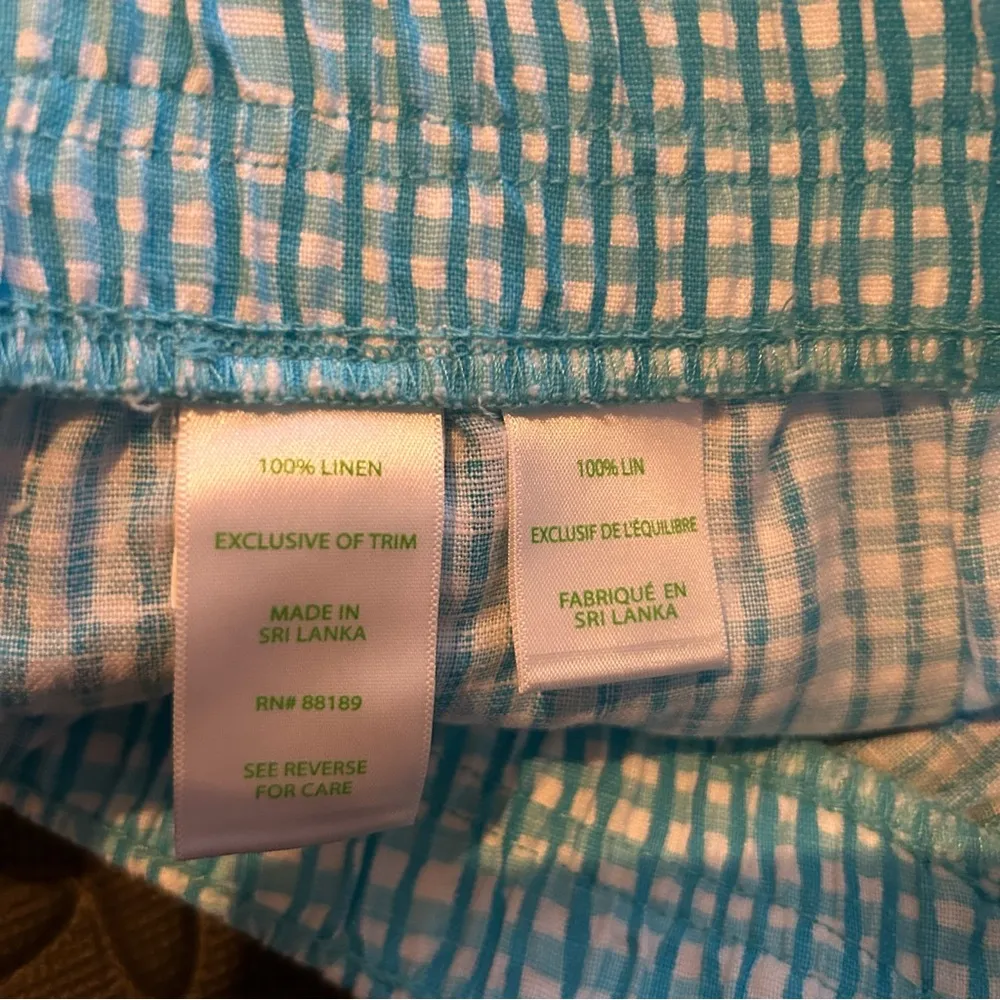 100% LINEN
EXCLUSIVE OF TRIM
MADE IN
SRI LANKA
RN# 88189
SEE REVERSE
FOR CARE
100% LIN
EXCLUSIF DE L'ÉQUILIBRE
FABRIQUÉ EN
SRI LANKA